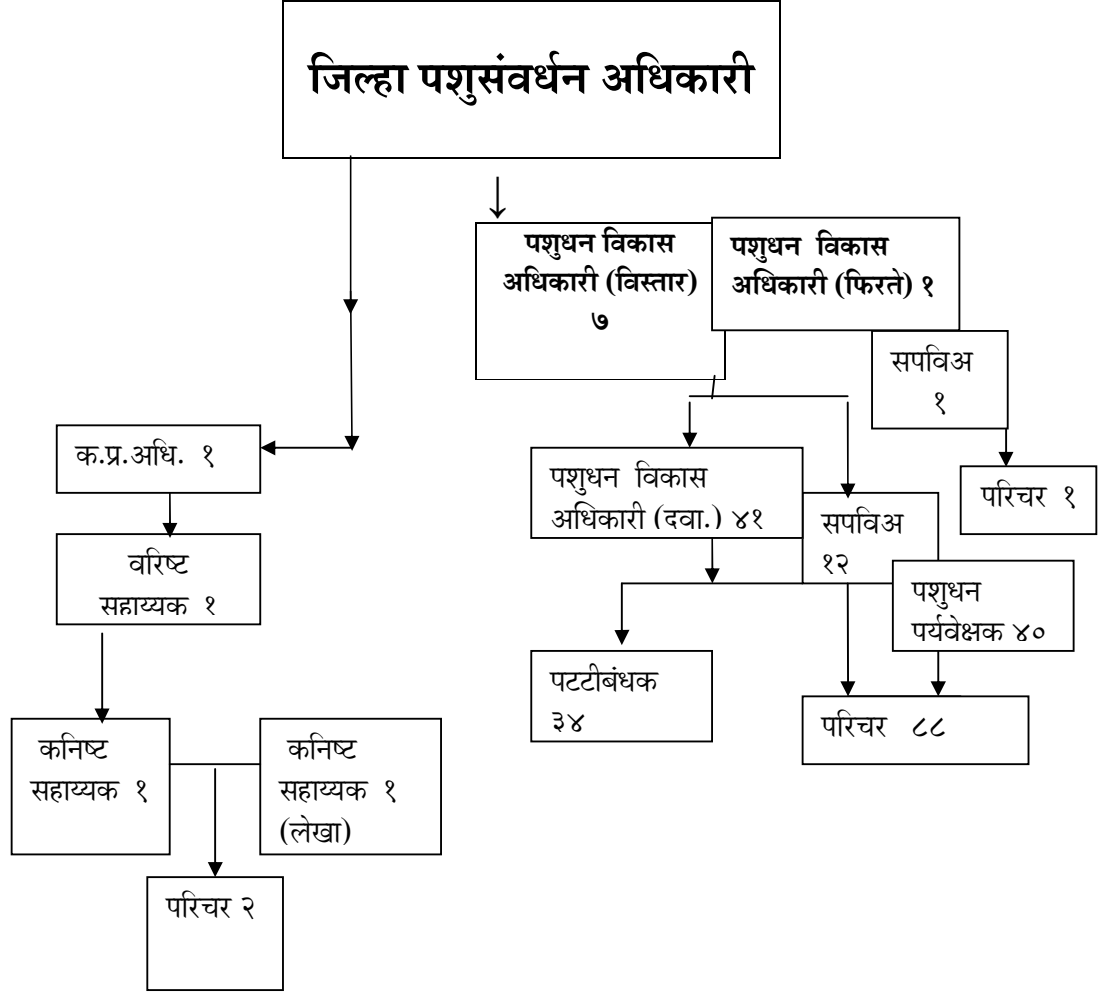 जिल्हा पशुसंवर्धन अधिकारी
पशुधन विकास
अधिकारी (विस्तार)
७
पशुधन विकास
अधिकारी (फिरते) १
सपविअ
१
परिचर १
क.प्र.अधि. १
वरिष्ट
सहाय्यक १
कनिष्ट
सहाय्यक १
कनिष्ट
सहाय्यक १
(लेखा)
परिचर २
पशुधन विकास
अधिकारी (दवा.) ४१
सपविअ
१२
पशुधन
पर्यवेक्षक ४०
पटटीबंधक
३४
परिचर ८८